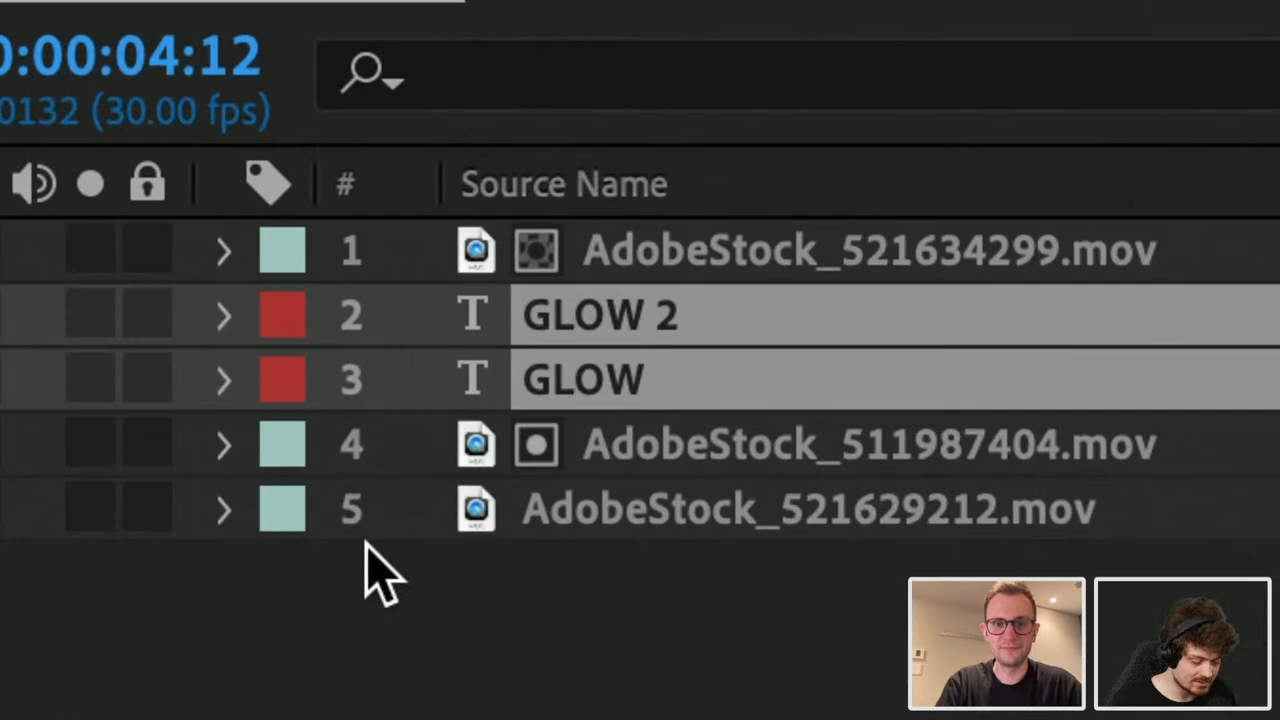 0:00:04:12
0132 (30.00 fps)
# Source Name
1 AdobeStock_521634299.mov
2 T GLOW 2
3 T GLOW
4 AdobeStock_511987404.mov
5 AdobeStock_521629212.mov